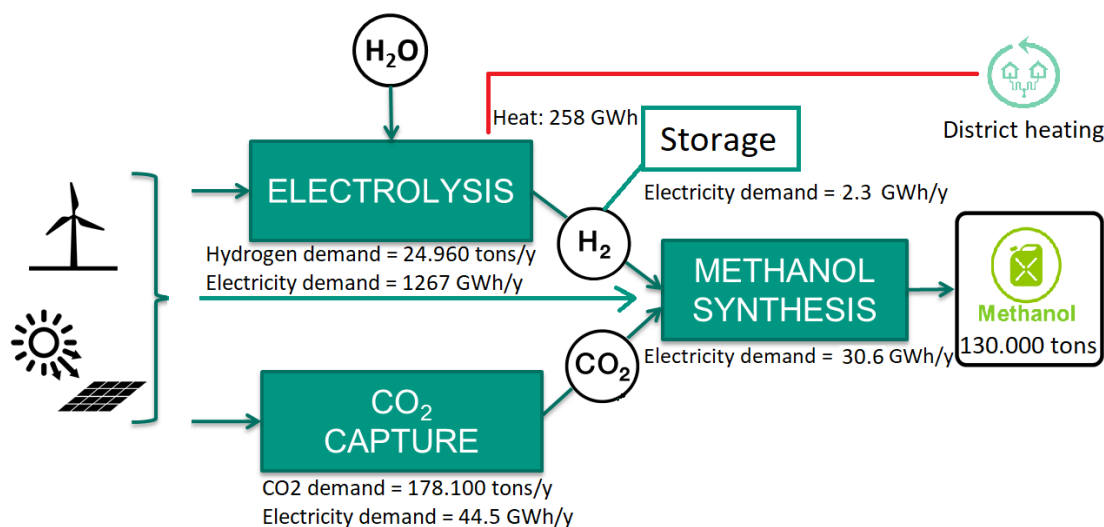 H₂O
Heat: 258 GWh
District heating
Storage
ELECTROLYSIS
Electricity demand = 2.3 GWh/y
Hydrogen demand = 24.960 tons/y
Electricity demand = 1267 GWh/y
H₂
METHANOL
SYNTHESIS
Methanol
130.000 tons
Electricity demand = 30.6 GWh/y
CO₂
CO₂
CAPTURE
CO2 demand = 178.100 tons/y
Electricity demand = 44.5 GWh/y